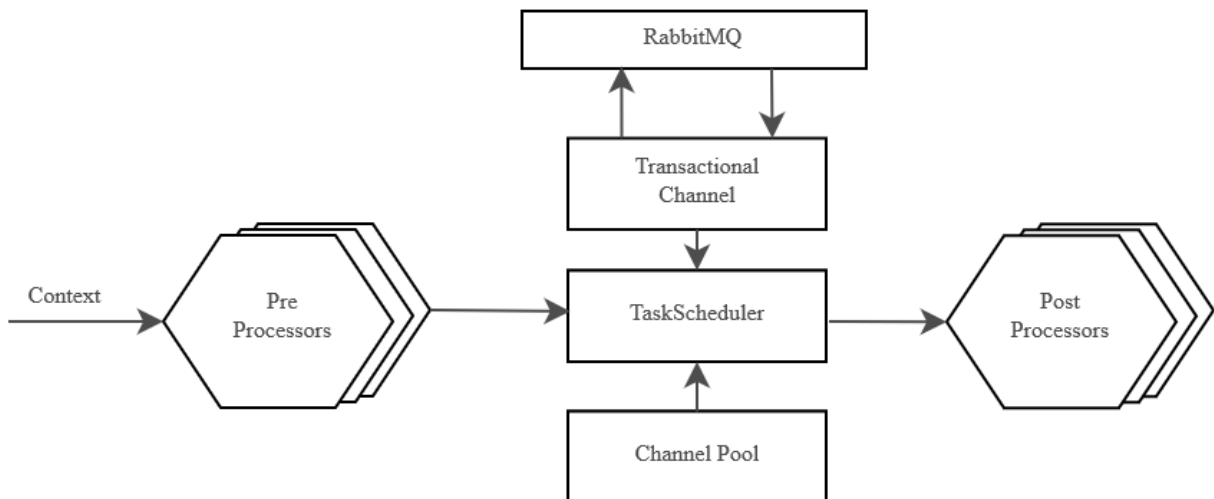 RabbitMQ
Transactional
Channel
Context
Pre
Processors
TaskScheduler
Post
Processors
Channel Pool